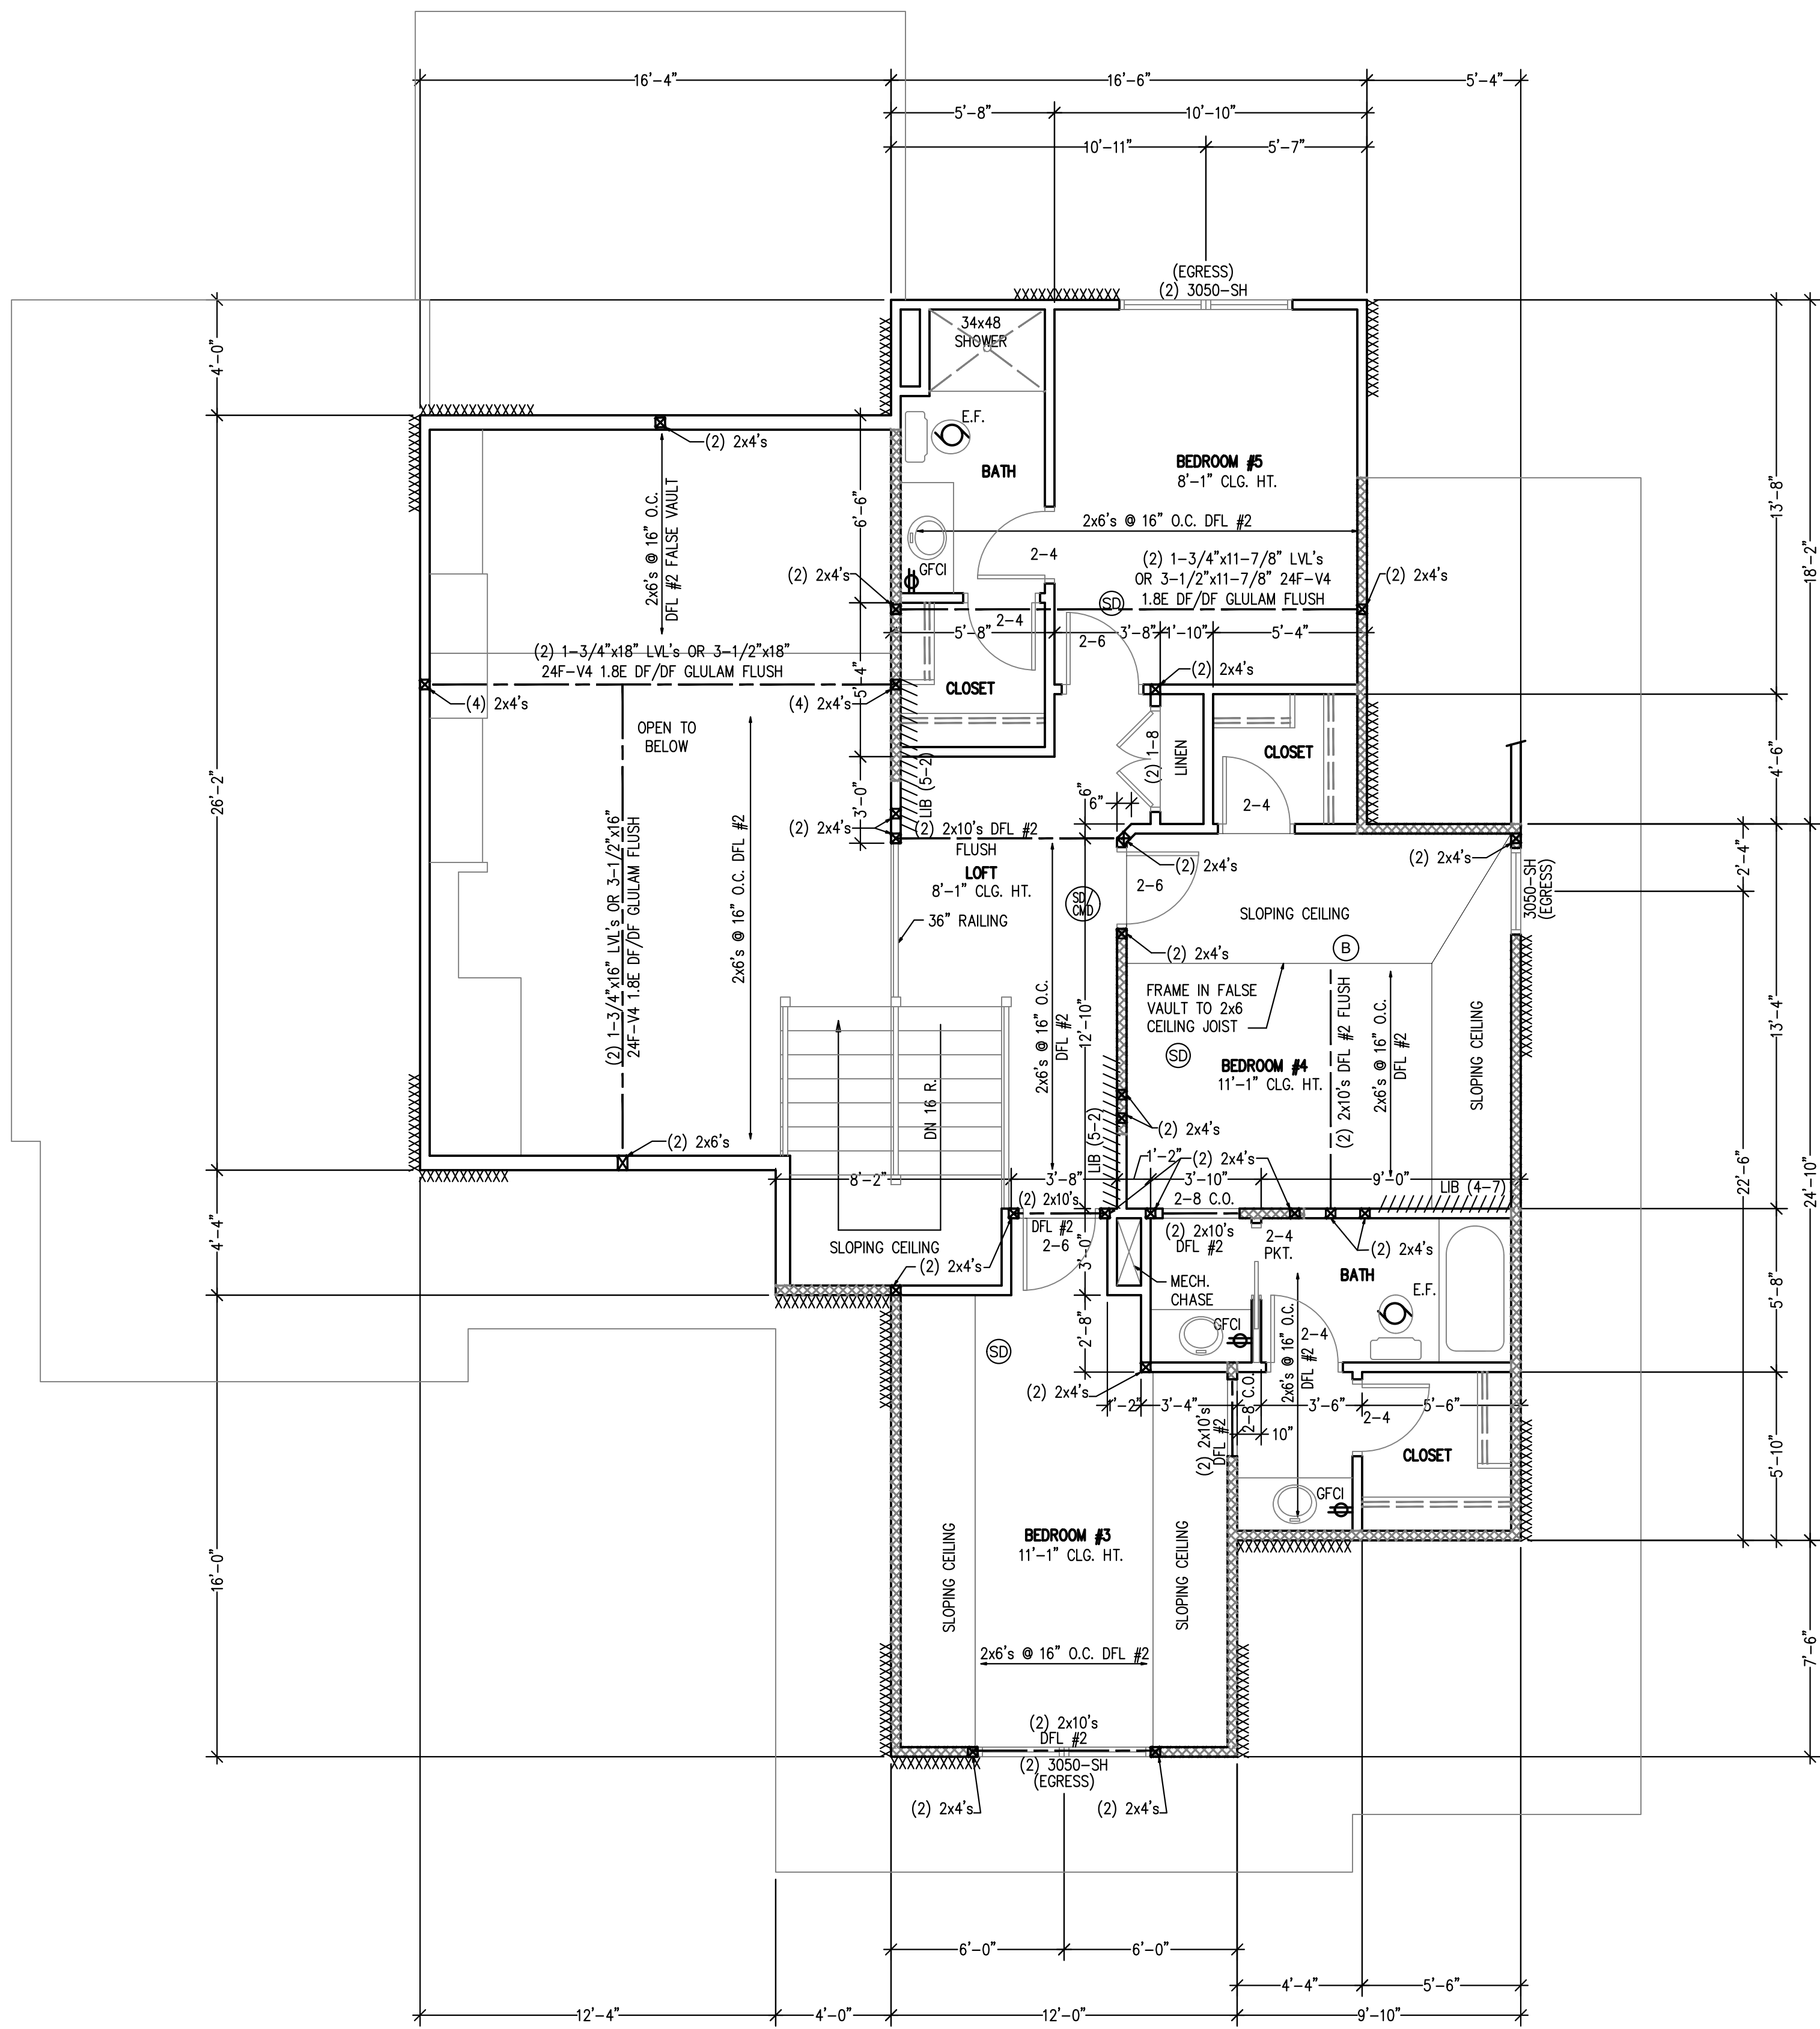 16'-4"
16'-6"
5'-4"
5'-8"
10'-10"
10'-11"
5'-7"
(EGRESS)
(2) 3050-SH
34x48
SHOWER
4'-0"
E.F.
(2) 2x4's
BATH
BEDROOM #5
8'-1" CLG. HT.
2x6's @ 16" O.C.
DFL #2 FALSE VAULT
6'-6"
13'-8"
18'-2"
2x6's @ 16" O.C. DFL #2
2-4
GFCI
(2) 2x4's
(2) 1-3/4"x11-7/8" LVL's
OR 3-1/2"x11-7/8" 24F-V4
1.8E DF/DF GLULAM FLUSH
(2) 2x4's
SD
2-4
5'-8"
2-6
3'-8"
1'-10"
5'-4"
(2) 1-3/4"x18" LVL's OR 3-1/2"x18"
24F-V4 1.8E DF/DF GLULAM FLUSH
5'-4"
(2) 2x4's
CLOSET
(4) 2x4's
(4) 2x4's
OPEN TO
BELOW
26'-2"
(2) 1-8
LINEN
CLOSET
4'-6"
2-4
LIB (5-2)
3'-0"
6"
6"
(2) 2x4's
(2) 2x10's DFL #2
FLUSH
(2) 2x4's
(2) 2x4's
2'-4"
LOFT
8'-1" CLG. HT.
2-6
3050-SH
(EGRESS)
36" RAILING
SD/
CMD
SLOPING CEILING
B
(2) 2x4's
2x6's @ 16" O.C. DFL #2
(2) 1-3/4"x16" LVL's OR 3-1/2"x16"
24F-V4 1.8E DF/DF GLULAM FLUSH
FRAME IN FALSE
VAULT TO 2x6
CEILING JOIST
2x6's @ 16" O.C.
DFL #2
12'-10"
(2) 2x10's DFL #2 FLUSH
2x6's @ 16" O.C.
DFL #2
SLOPING CEILING
13'-4"
SD
BEDROOM #4
11'-1" CLG. HT.
DN 16 R.
(2) 2x6's
(2) 2x4's
LIB (5-2)
1'-2"
(2) 2x4's
8'-2"
3'-8"
3'-10"
9'-0"
LIB (4-7)
22'-6"
24'-10"
(2) 2x10's
DFL #2
2-6
2-8 C.O.
(2) 2x10's
DFL #2
2-4
PKT.
(2) 2x4's
4'-4"
SLOPING CEILING
(2) 2x4's
3'-0"
MECH.
CHASE
BATH
E.F.
5'-8"
GFCI
SD
2'-8"
2x6's @ 16" O.C.
DFL #2
2-4
(2) 2x4's
1'-2"
3'-4"
2-8 C.O.
3'-6"
5'-6"
2-4
10"
(2) 2x10's
DFL #2
CLOSET
5'-10"
GFCI
16'-0"
SLOPING CEILING
BEDROOM #3
11'-1" CLG. HT.
SLOPING CEILING
2x6's @ 16" O.C. DFL #2
7'-6"
(2) 2x10's
DFL #2
(2) 3050-SH
(EGRESS)
(2) 2x4's
(2) 2x4's
6'-0"
6'-0"
4'-4"
5'-6"
12'-4"
4'-0"
12'-0"
9'-10"